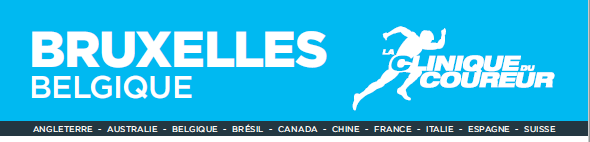 BRUXELLES
BELGIQUE
LA
CLINIQUE DU
COUREUR
ANGLETERRE - AUSTRALIE - BELGIQUE - BRÉSIL - CANADA - CHINE - FRANCE - ITALIE - ESPAGNE - SUISSE